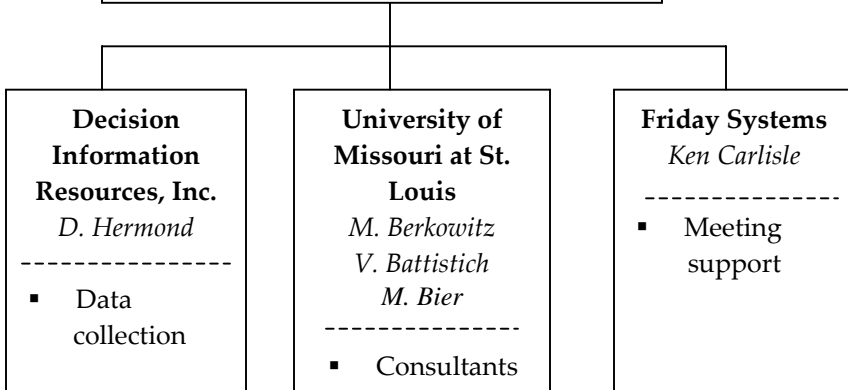 Decision
Information
Resources, Inc.
D. Hermond
▪ Data
collection
University of
Missouri at St.
Louis
M. Berkowitz
V. Battistich
M. Bier
▪ Consultants
Friday Systems
Ken Carlisle
▪ Meeting
support